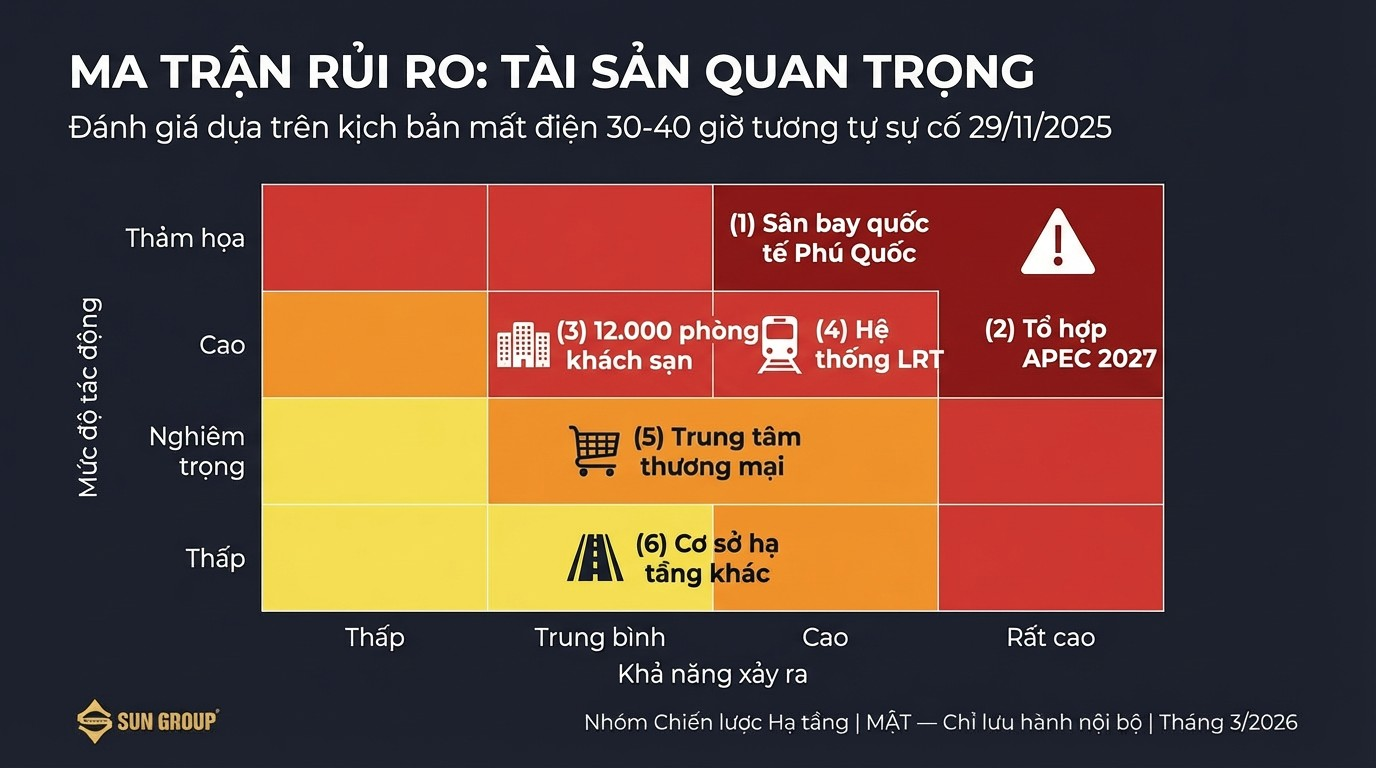 MA TRẬN RỦI RO: TÀI SẢN QUAN TRỌNG
Đánh giá dựa trên kịch bản mất điện 30-40 giờ tương tự sự cố 29/11/2025
Mức độ tác động
Thảm họa
(1) Sân bay quốc
tế Phú Quốc
!
Cao
(3) 12.000 phòng
khách sạn
(4) Hệ
thống LRT
(2) Tổ hợp
APEC 2027
Nghiêm
trọng
(5) Trung tâm
thương mại
Thấp
(6) Cơ sở hạ
tầng khác
Thấp
Trung bình
Cao
Rất cao
Khả năng xảy ra
SUN GROUP
Nhóm Chiến lược Hạ tầng | MẬT — Chỉ lưu hành nội bộ | Tháng 3/2026